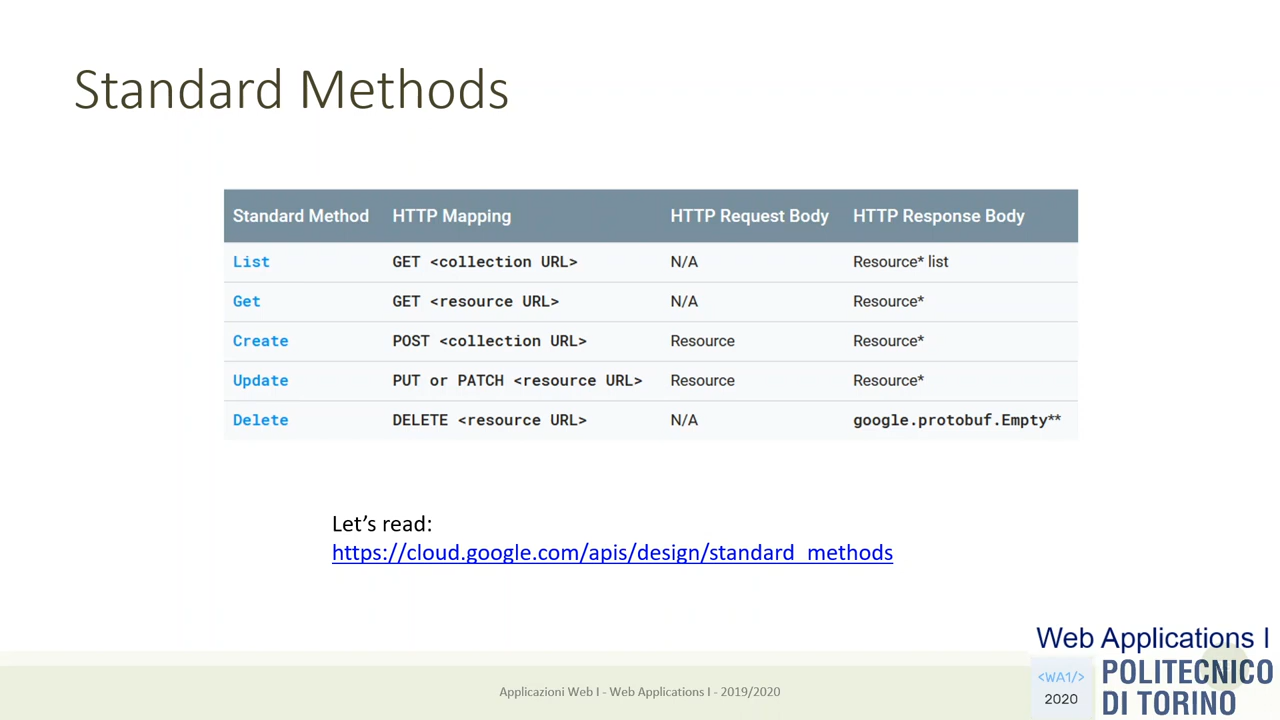 Standard Methods
Standard Method HTTP Mapping HTTP Request Body HTTP Response Body
List GET <collection URL> N/A Resource* list
Get GET <resource URL> N/A Resource*
Create POST <collection URL> Resource Resource*
Update PUT or PATCH <resource URL> Resource Resource*
Delete DELETE <resource URL> N/A google.protobuf.Empty**
Let’s read:
https://cloud.google.com/apis/design/standard_methods
Applicazioni Web I - Web Applications I - 2019/2020
Web Applications I
<WA1/>
2020
POLITECNICO
DI TORINO